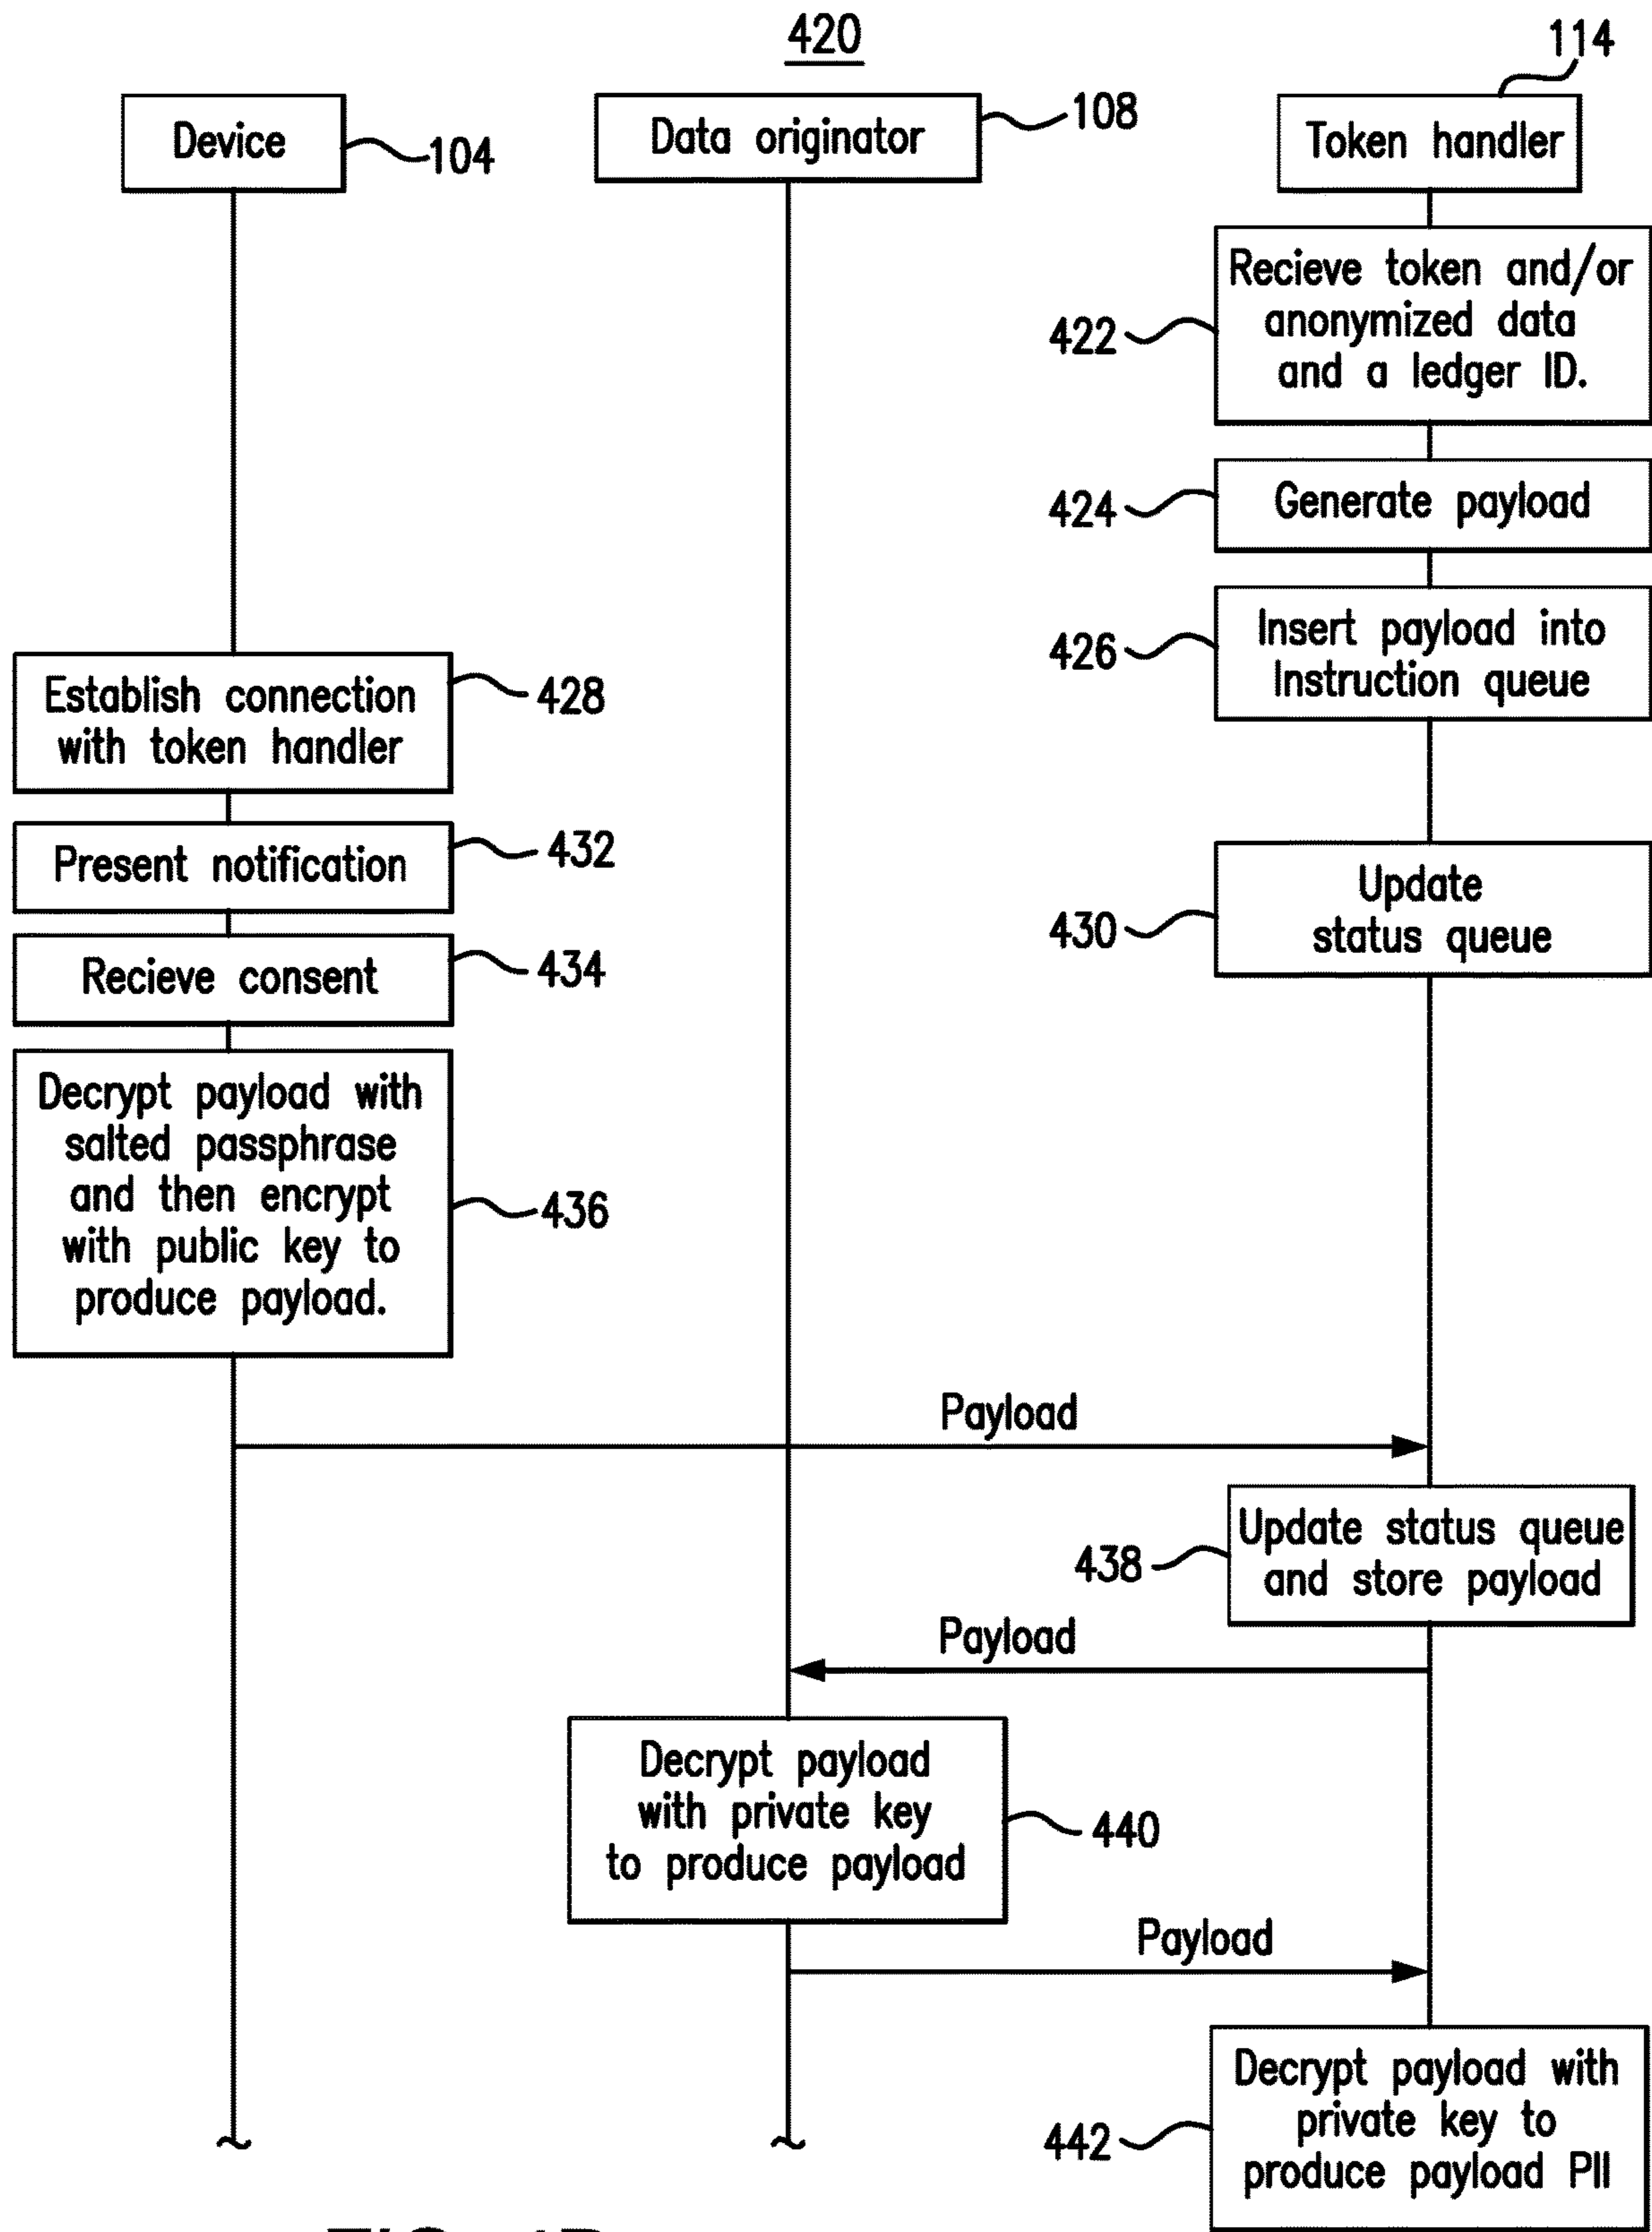 420
114
Device
104
Data originator
108
Token handler
Recieve token and/or
anonymized data
and a ledger ID.
422
Generate payload
424
Insert payload into
Instruction queue
426
Establish connection
with token handler
428
Present notification
432
Update
status queue
430
Recieve consent
434
Decrypt payload with
salted passphrase
and then encrypt
with public key to
produce payload.
436
Payload
Update status queue
and store payload
438
Payload
Decrypt payload
with private key
to produce payload
440
Payload
Decrypt payload with
private key to
produce payload PII
442